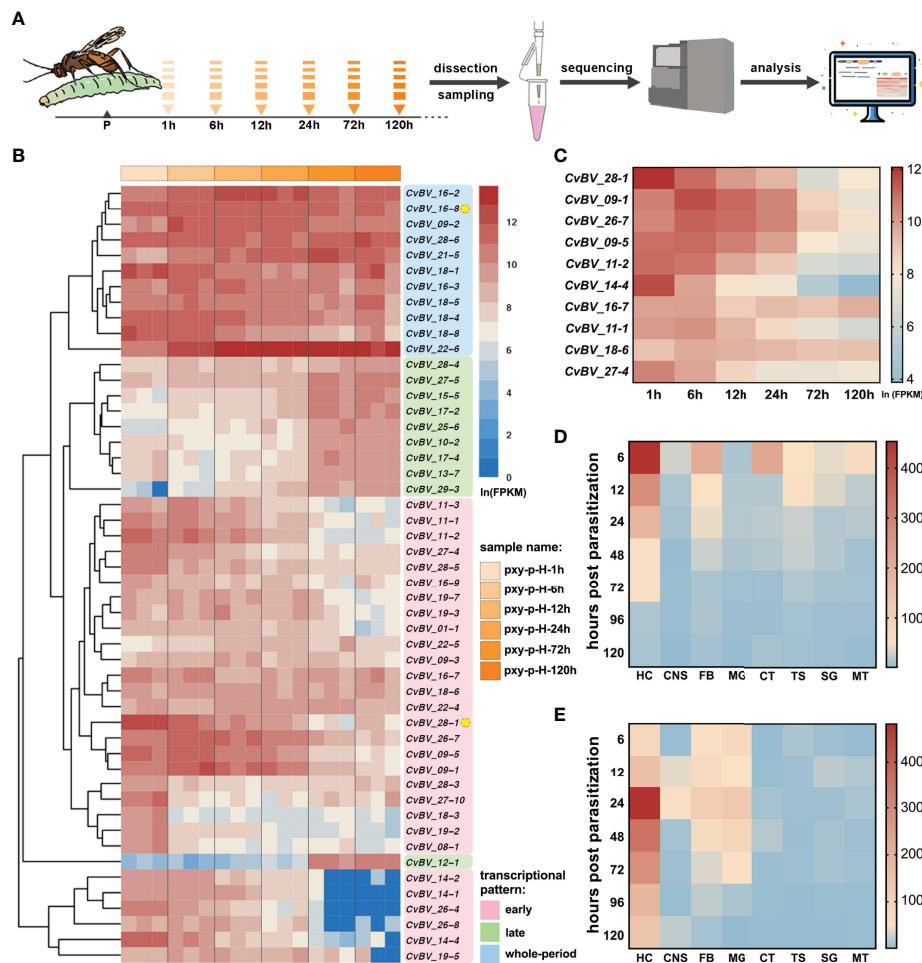 A
dissection
sampling
sequencing
analysis
P 1h 6h 12h 24h 72h 120h
B
CvBV_16-2
CvBV_16-8
CvBV_09-2
CvBV_28-6
CvBV_21-5
CvBV_18-1
CvBV_16-3
CvBV_18-5
CvBV_18-4
CvBV_18-8
CvBV_22-6
CvBV_28-4
CvBV_27-5
CvBV_15-5
CvBV_17-2
CvBV_25-6
CvBV_10-2
CvBV_17-4
CvBV_13-7
CvBV_29-3
CvBV_11-3
CvBV_11-1
CvBV_11-2
CvBV_27-4
CvBV_28-5
CvBV_16-9
CvBV_19-7
CvBV_19-3
CvBV_01-1
CvBV_22-5
CvBV_09-3
CvBV_16-7
CvBV_18-6
CvBV_22-4
CvBV_28-1
CvBV_26-7
CvBV_09-5
CvBV_09-1
CvBV_28-3
CvBV_27-10
CvBV_18-3
CvBV_19-2
CvBV_08-1
CvBV_12-1
CvBV_14-2
CvBV_14-1
CvBV_26-4
CvBV_26-8
CvBV_14-4
CvBV_19-5
12
10
8
6
4
2
0
ln(FPKM)
sample name:
pxy-p-H-1h
pxy-p-H-6h
pxy-p-H-12h
pxy-p-H-24h
pxy-p-H-72h
pxy-p-H-120h
transcriptional
pattern:
early
late
whole-period
C
CvBV_28-1
CvBV_09-1
CvBV_26-7
CvBV_09-5
CvBV_11-2
CvBV_14-4
CvBV_16-7
CvBV_11-1
CvBV_18-6
CvBV_27-4
1h 6h 12h 24h 72h 120h
12
10
8
6
4
ln (FPKM)
D
hours post parasitization
6
12
24
48
72
96
120
HC CNS FB MG CT TS SG MT
400
300
200
100
E
hours post parasitization
6
12
24
48
72
96
120
HC CNS FB MG CT TS SG MT
400
300
200
100